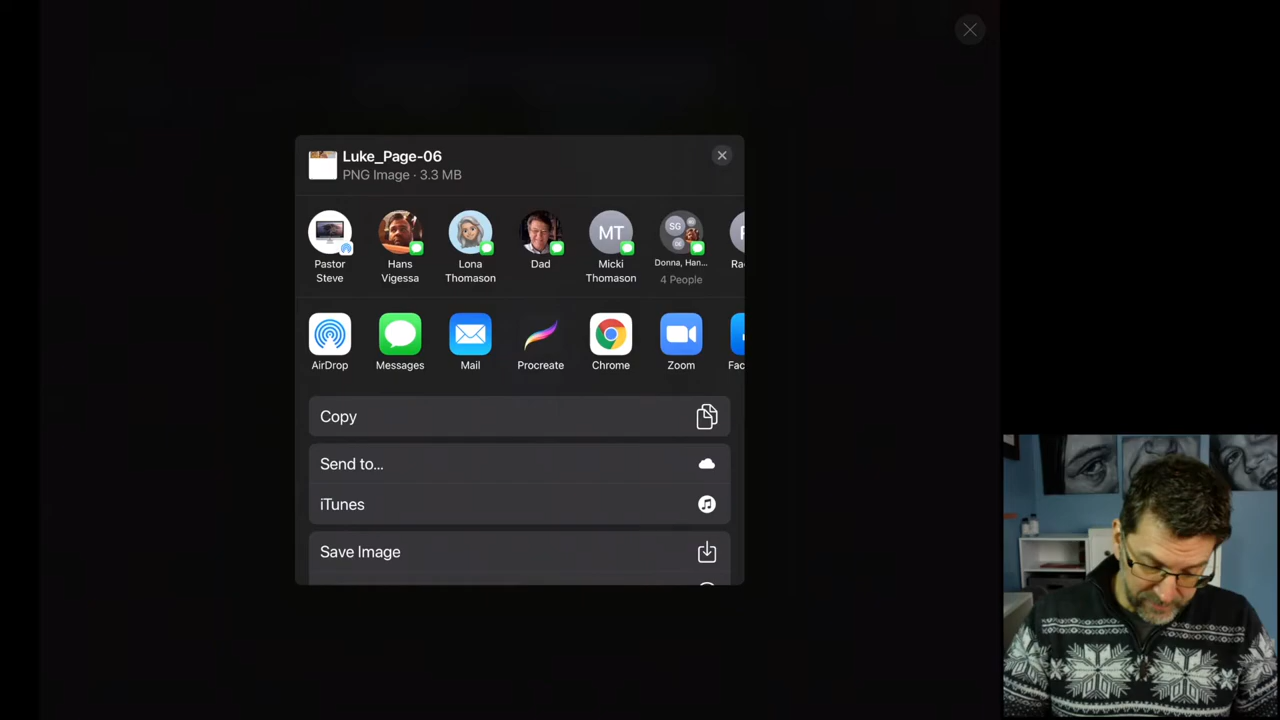 Luke_Page-06
PNG Image · 3.3 MB
Pastor Steve
Hans Vigessa
Lona Thomason
Dad
MT
Micki Thomason
SG
Donna, Han...
4 People
AirDrop
Messages
Mail
Procreate
Chrome
Zoom
Copy
Send to...
iTunes
Save Image